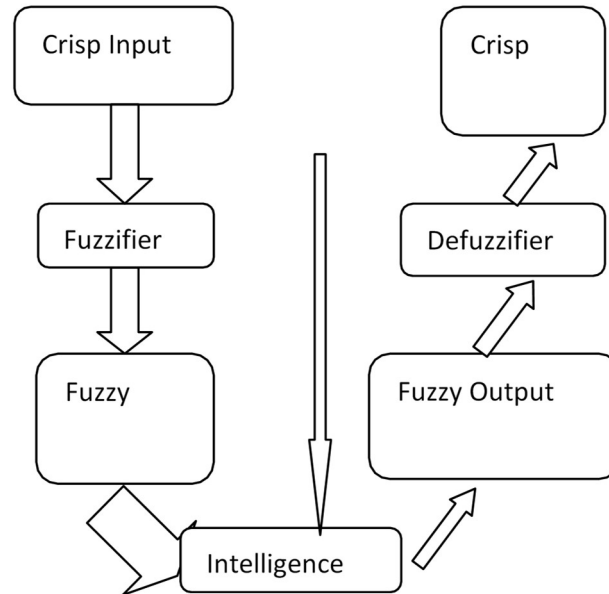 Crisp Input
Fuzzifier
Fuzzy
Intelligence
Fuzzy Output
Defuzzifier
Crisp